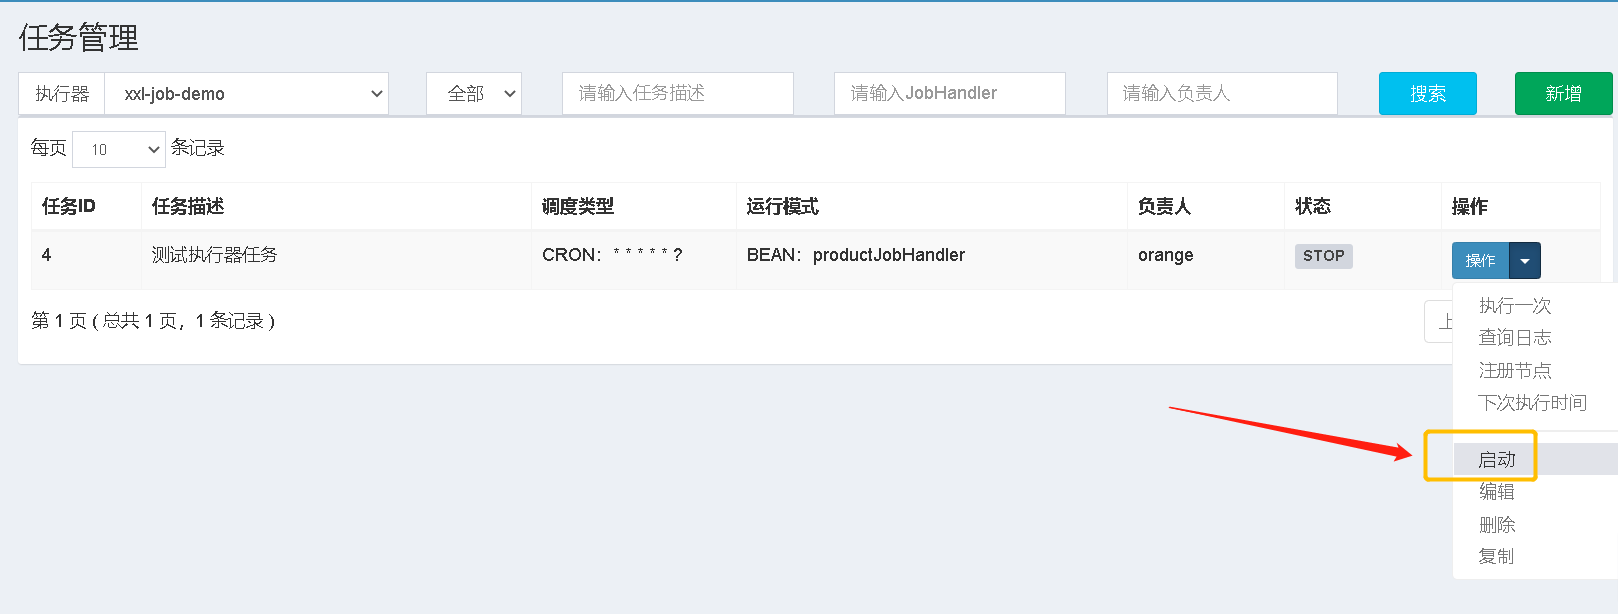 任务管理
执行器 xxl-job-demo 全部 请输入任务描述 请输入JobHandler 请输入负责人 搜索 新增
每页 10 条记录
任务ID 任务描述 调度类型 运行模式 负责人 状态 操作
4 测试执行器任务 CRON：* * * * * ? BEAN：productJobHandler orange STOP 操作
第 1 页 ( 总共 1 页，1 条记录 ) 上
执行一次
查询日志
注册节点
下次执行时间
启动
编辑
删除
复制